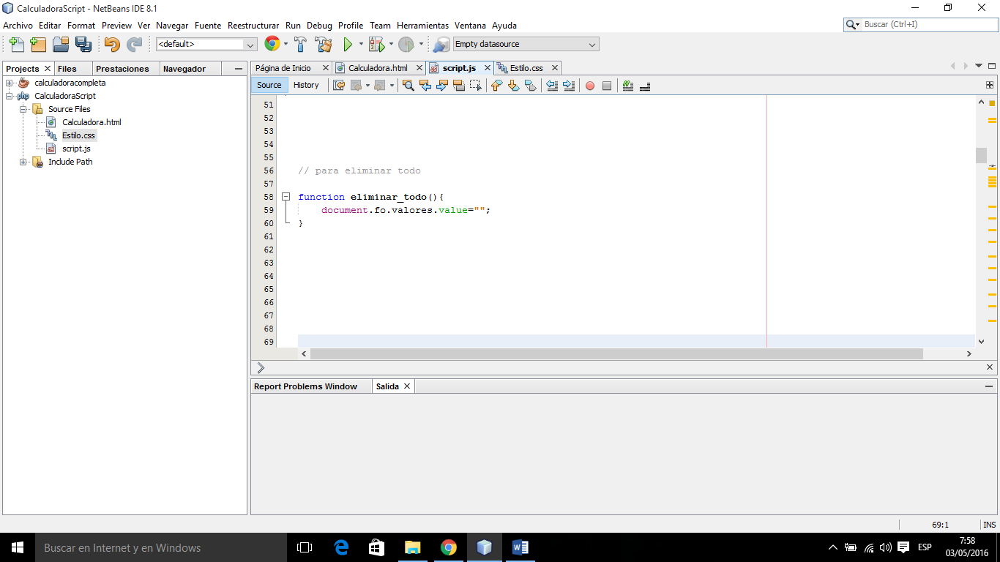 CalculadoraScript - NetBeans IDE 8.1
Archivo Editar Format Preview Ver Navegar Fuente Reestructurar Run Debug Profile Team Herramientas Ventana Ayuda
Buscar (Ctrl+I)
<default>
Empty datasource
Projects Files Prestaciones Navegador
calculadoracompleta
CalculadoraScript
Source Files
Calculadora.html
Estilo.css
script.js
Include Path
Página de Inicio Calculadora.html script.js Estilo.css
Source History
51
52
53
54
55
56 // para eliminar todo
57
58 function eliminar_todo(){
59 document.fo.valores.value="";
60 }
61
62
63
64
65
66
67
68
69
Report Problems Window Salida
69:1 INS
Buscar en Internet y en Windows
ESP
7:58
03/05/2016